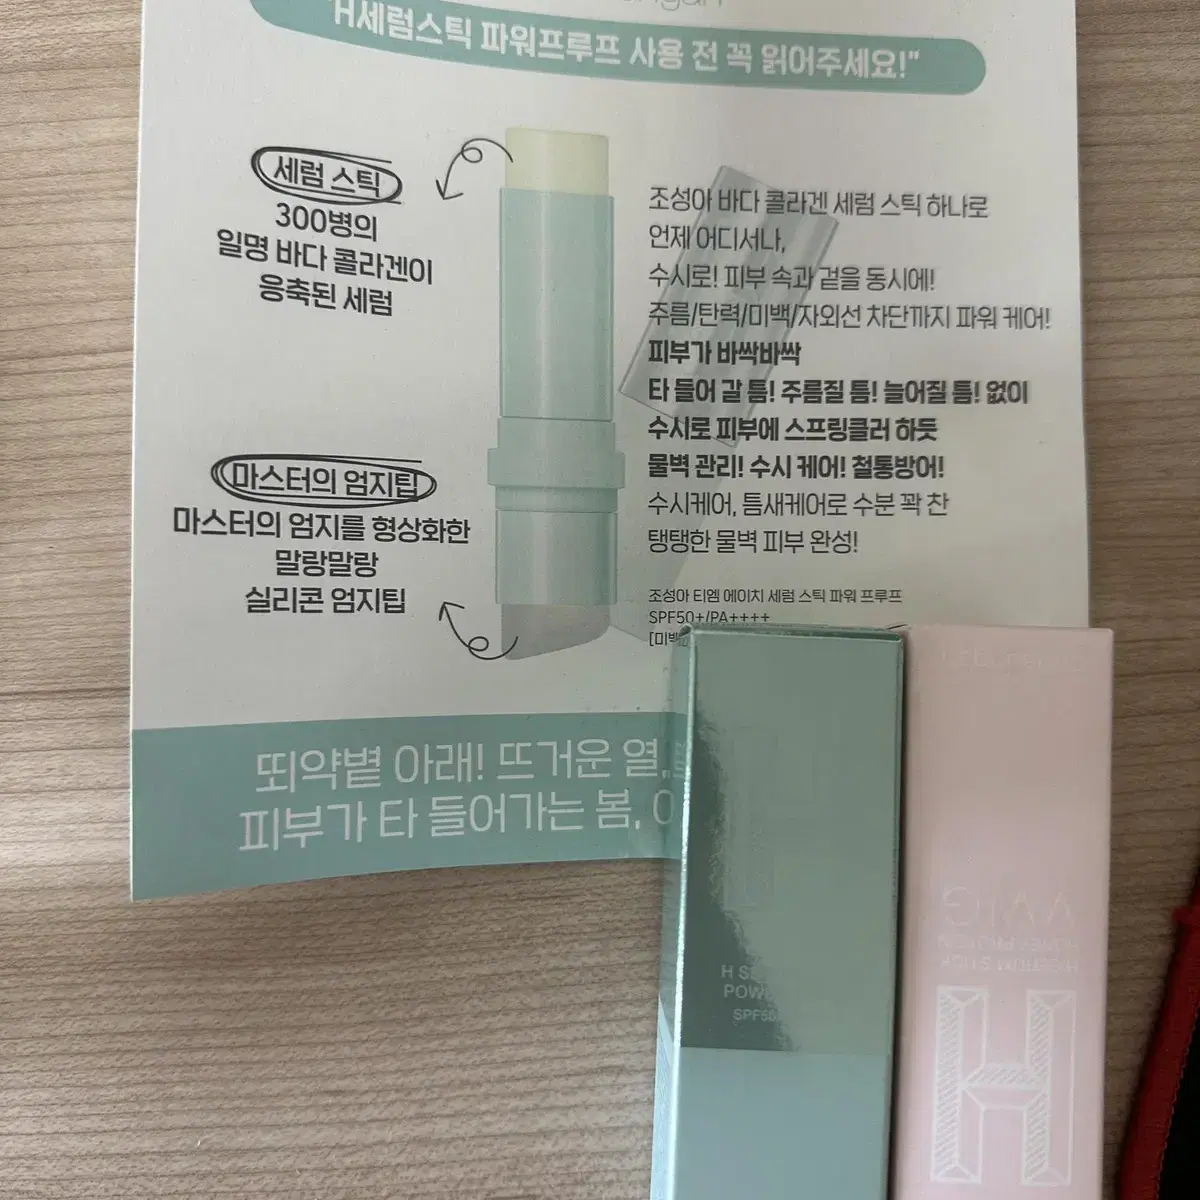 "H세럼스틱 파워프루프 사용 전 꼭 읽어주세요!"
세럼 스틱
300병의
일명 바다 콜라겐이
응축된 세럼
마스터의 엄지팁
마스터의 엄지를 형상화한
말랑말랑
실리콘 엄지팁
조성아 바다 콜라겐 세럼 스틱 하나로
언제 어디서나,
수시로! 피부 속과 겉을 동시에!
주름/탄력/미백/자외선 차단까지 파워 케어!
피부가 바싹바싹
타 들어 갈 틈! 주름질 틈! 늘어질 틈! 없이
수시로 피부에 스프링클러 하듯
물벽 관리! 수시 케어! 철통방어!
수시케어, 틈새케어로 수분 꽉 찬
탱탱한 물벽 피부 완성!
조성아 티엠 에이치 세럼 스틱 파워 프루프
SPF50+/PA++++
또약볕 아래! 뜨거운 열,
피부가 타 들어가는 봄,
H
H SERUM STICK
H